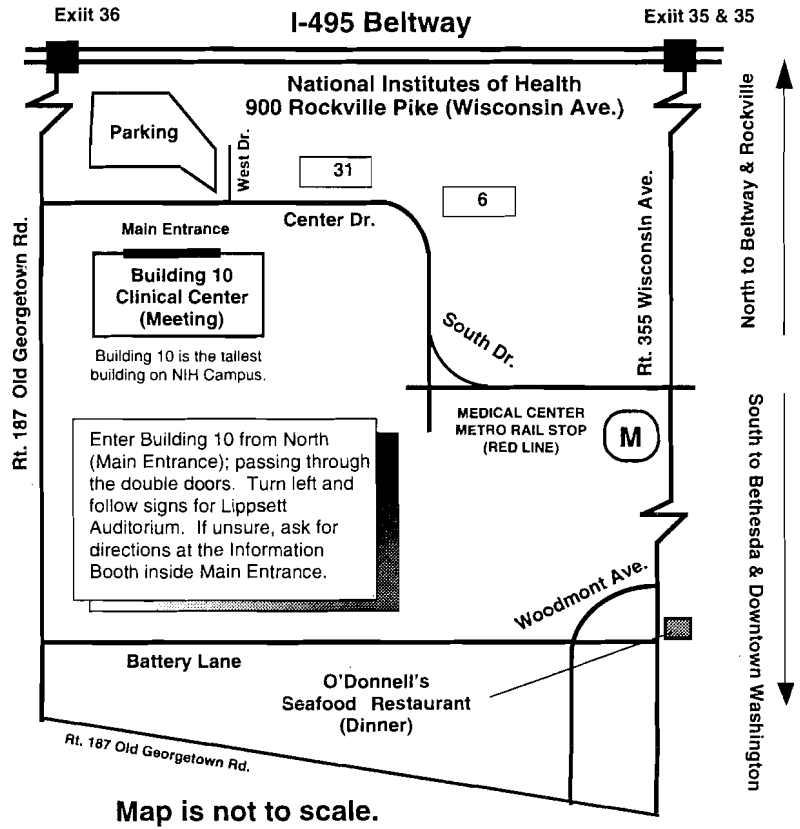 Exiit 36
I-495 Beltway
Exiit 35 & 35
National Institutes of Health
900 Rockville Pike (Wisconsin Ave.)
Parking
West Dr.
31
6
Main Entrance
Center Dr.
Building 10
Clinical Center
(Meeting)
Building 10 is the tallest
building on NIH Campus.
South Dr.
Rt. 187 Old Georgetown Rd.
Rt. 355 Wisconsin Ave.
North to Beltway & Rockville
MEDICAL CENTER
METRO RAIL STOP
(RED LINE)
M
Enter Building 10 from North
(Main Entrance); passing through
the double doors. Turn left and
follow signs for Lippsett
Auditorium. If unsure, ask for
directions at the Information
Booth inside Main Entrance.
South to Bethesda & Downtown Washington
Woodmont Ave.
Battery Lane
O'Donnell's
Seafood Restaurant
(Dinner)
Rt. 187 Old Georgetown Rd.
Map is not to scale.